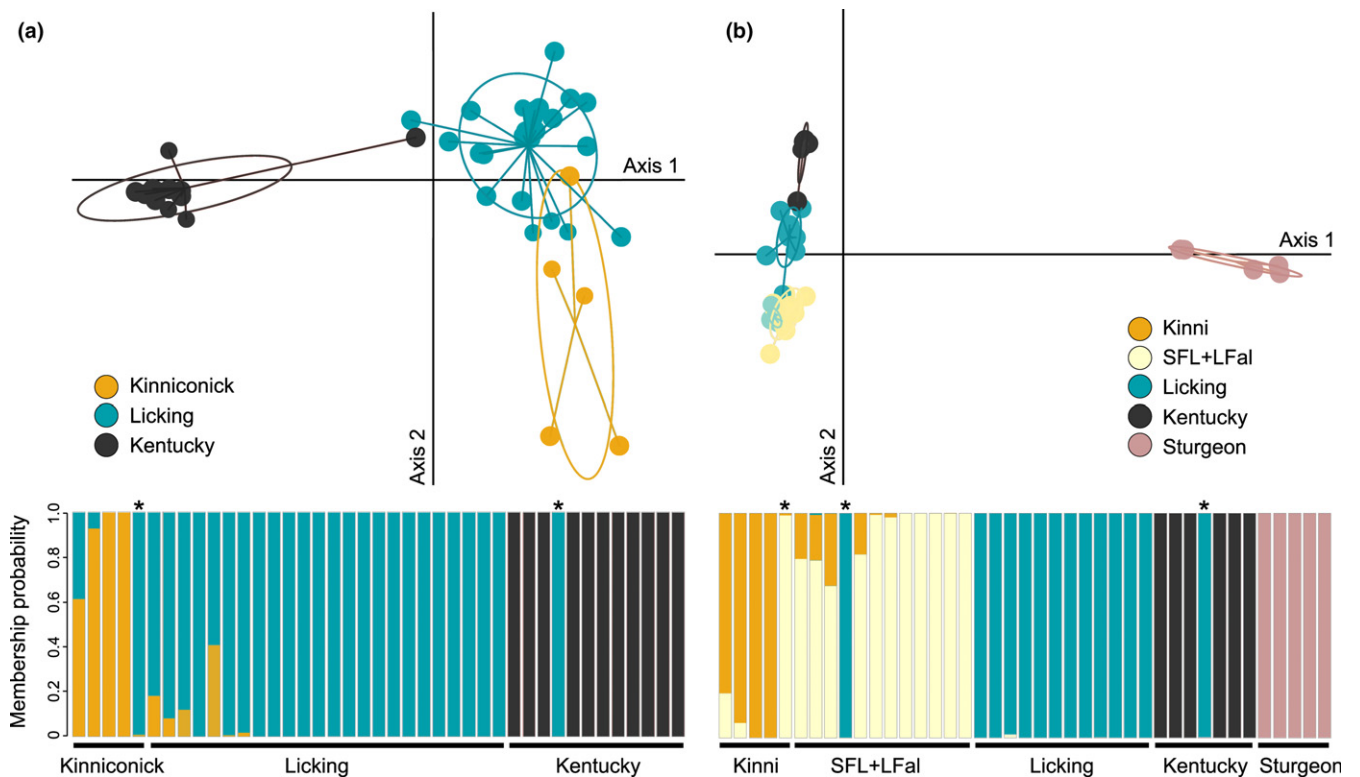 (a)
Axis 1
Axis 2
Kinniconick
Licking
Kentucky
(b)
Axis 1
Axis 2
Kinni
SFL+LFal
Licking
Kentucky
Sturgeon
* *
Membership probability
1.0
0.8
0.6
0.4
0.2
0
Kinniconick Licking Kentucky
* * *
Kinni SFL+LFal Licking Kentucky Sturgeon